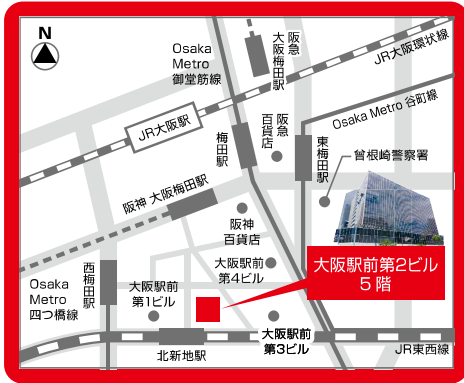 N
Osaka
Metro
御堂筋線
阪急
大阪梅田駅
JR大阪環状線
Osaka Metro 谷町線
JR大阪駅
梅田駅
阪急
百貨店
東梅田駅
曾根崎警察署
阪神 大阪梅田駅
阪神
百貨店
大阪駅前
第4ビル
大阪駅前第2ビル
5 階
西梅田駅
Osaka
Metro
四つ橋線
大阪駅前
第1ビル
大阪駅前
第3ビル
北新地駅
JR東西線